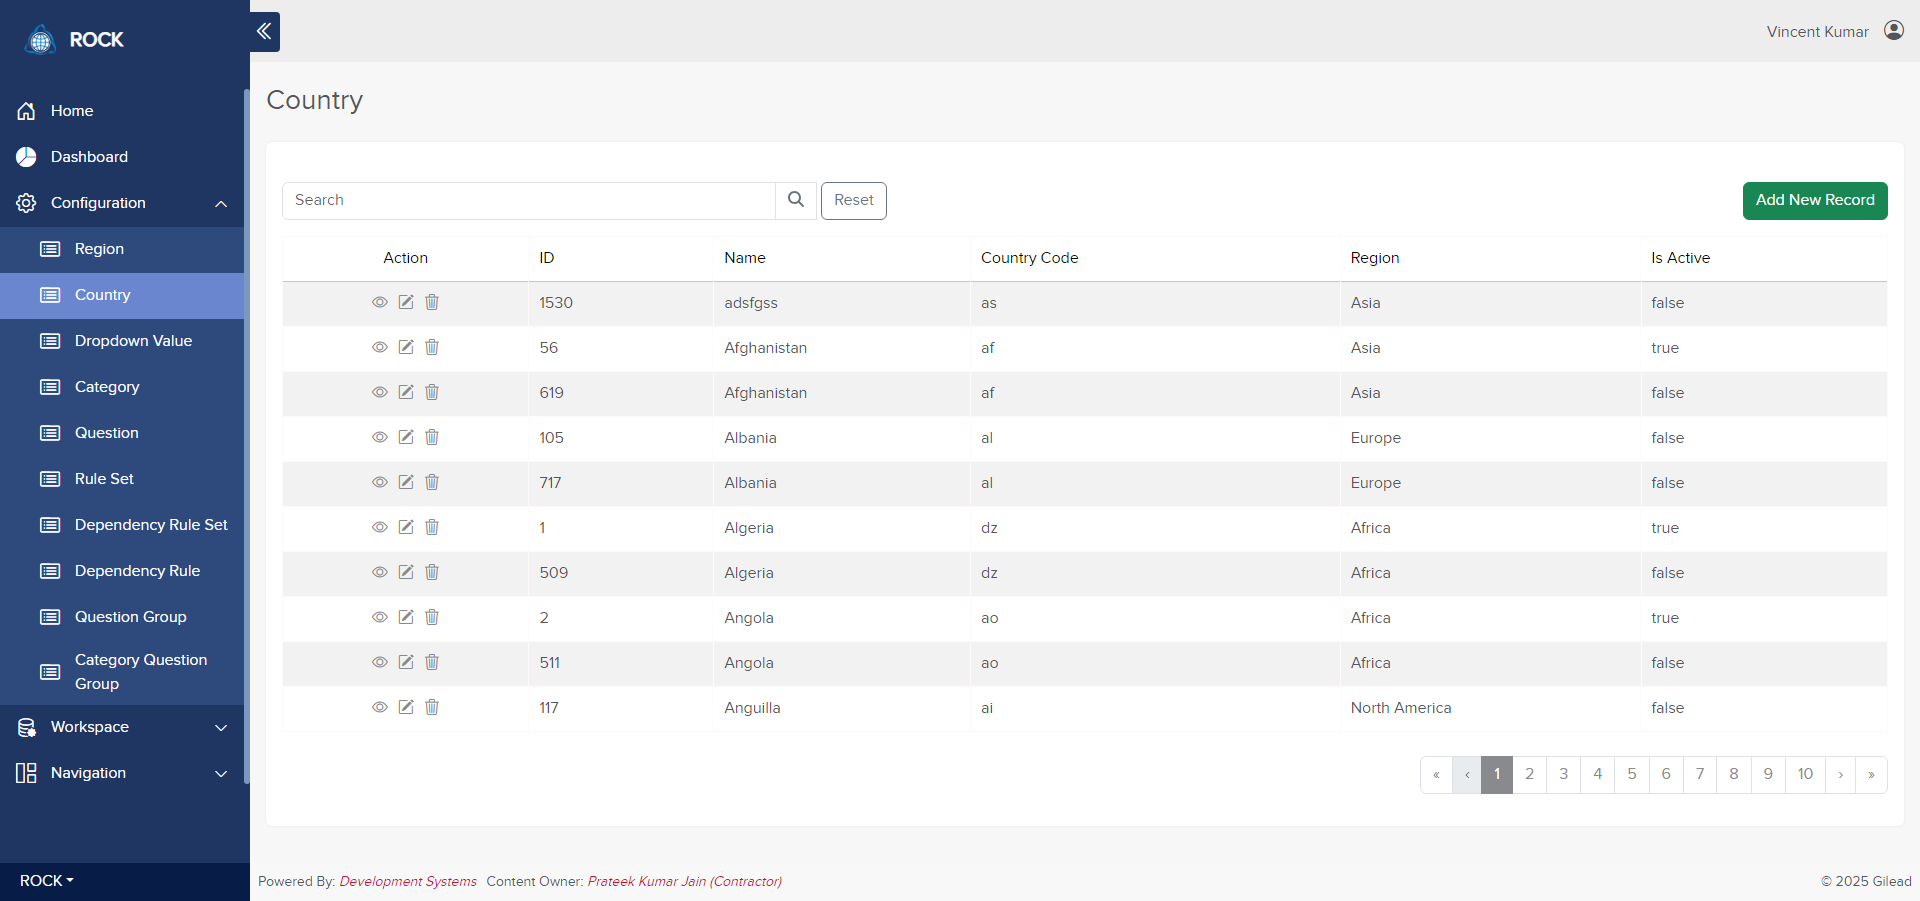 ROCK
Vincent Kumar
Home
Dashboard
Configuration
Region
Country
Dropdown Value
Category
Question
Rule Set
Dependency Rule Set
Dependency Rule
Question Group
Category Question
Group
Workspace
Navigation
ROCK
Country
Search
Reset
Add New Record
Action ID Name Country Code Region Is Active
1530 adsfgss as Asia false
56 Afghanistan af Asia true
619 Afghanistan af Asia false
105 Albania al Europe false
717 Albania al Europe false
1 Algeria dz Africa true
509 Algeria dz Africa false
2 Angola ao Africa true
511 Angola ao Africa false
117 Anguilla ai North America false
« ‹ 1 2 3 4 5 6 7 8 9 10 › »
Powered By: Development Systems Content Owner: Prateek Kumar Jain (Contractor)
© 2025 Gilead